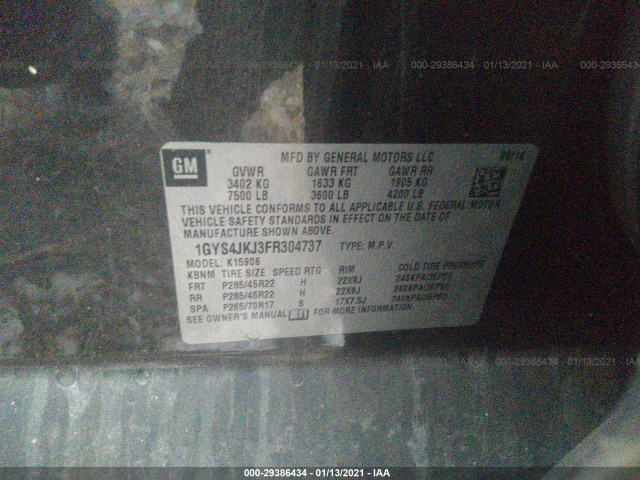 000-29386434 - 01/13/2021 - IAA
GM
MFD BY GENERAL MOTORS LLC 09/14
GVWR GAWR FRT GAWR RR
3402 KG 1633 KG 1905 KG
7500 LB 3600 LB 4200 LB
THIS VEHICLE CONFORMS TO ALL APPLICABLE U.S. FEDERAL MOTOR
VEHICLE SAFETY STANDARDS IN EFFECT ON THE DATE OF
MANUFACTURE SHOWN ABOVE.
1GYS4JKJ3FR304737 TYPE: M.P.V.
MODEL: K15906
KBNM TIRE SIZE SPEED RTG RIM COLD TIRE PRESSURE
FRT P285/45R22 H 22X9J 240KPA(35PSI)
RR P285/45R22 H 22X9J 240KPA(35PSI)
SPA P265/70R17 S 17X7.5J 240KPA(35PSI)
SEE OWNER'S MANUAL FOR MORE INFORMATION
000-29386434 - 01/13/2021 - IAA